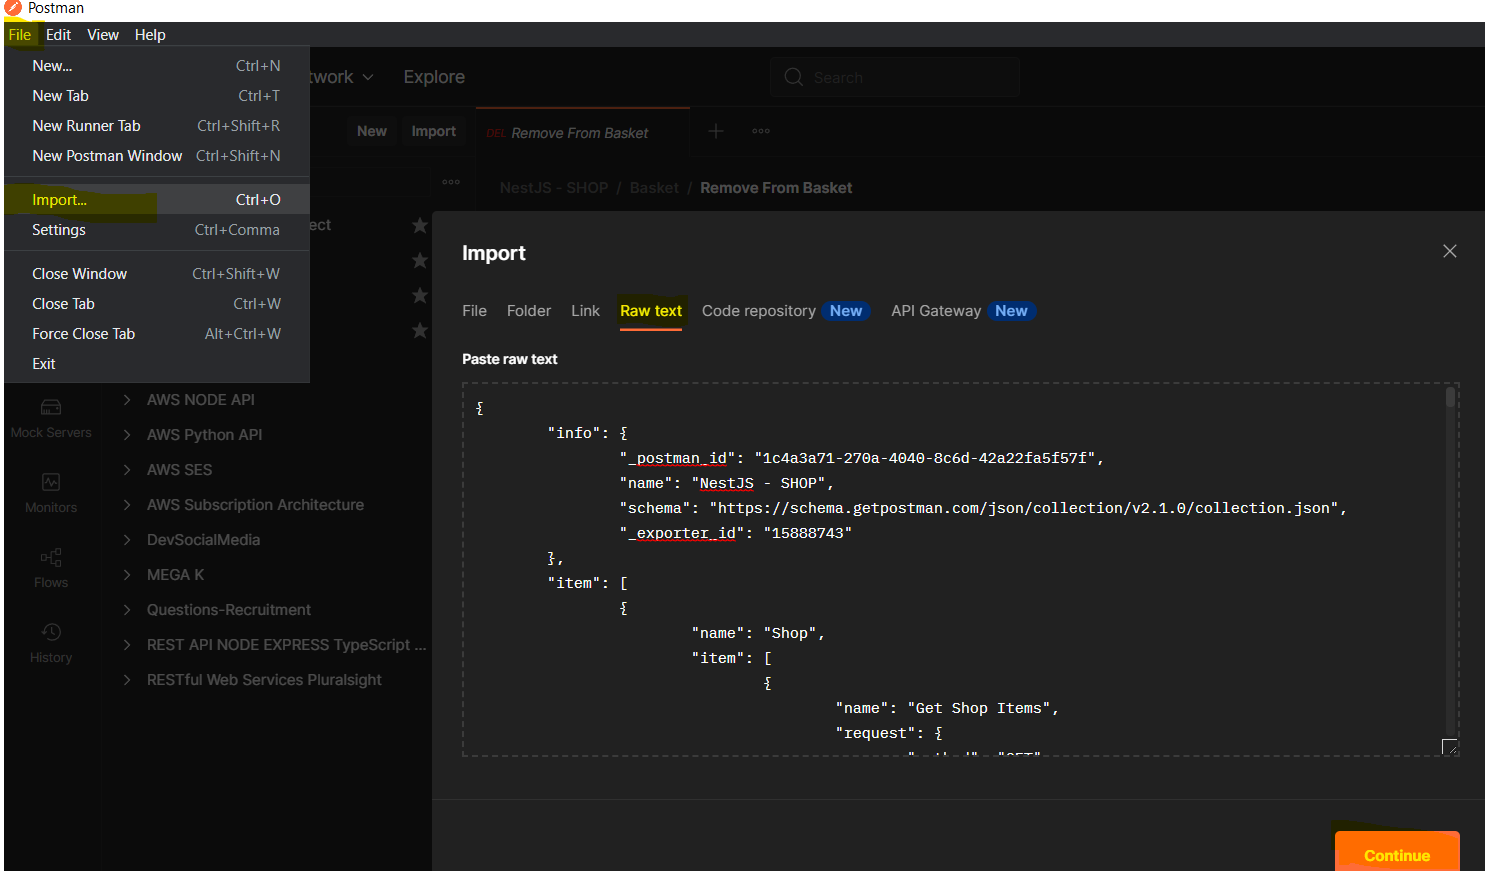 Postman
File Edit View Help
New... Ctrl+N
New Tab Ctrl+T
New Runner Tab Ctrl+Shift+R
New Postman Window Ctrl+Shift+N
Import... Ctrl+O
Settings Ctrl+Comma
Close Window Ctrl+Shift+W
Close Tab Ctrl+W
Force Close Tab Alt+Ctrl+W
Exit
twork Explore Search
New Import DEL Remove From Basket
NestJS - SHOP / Basket / Remove From Basket
ect
Mock Servers
Monitors
Flows
History
AWS NODE API
AWS Python API
AWS SES
AWS Subscription Architecture
DevSocialMedia
MEGA K
Questions-Recruitment
REST API NODE EXPRESS TypeScript ...
RESTful Web Services Pluralsight
Import
File Folder Link Raw text Code repository New API Gateway New
Paste raw text
{
"info": {
"_postman_id": "1c4a3a71-270a-4040-8c6d-42a22fa5f57f",
"name": "NestJS - SHOP",
"schema": "https://schema.getpostman.com/json/collection/v2.1.0/collection.json",
"_exporter_id": "15888743"
},
"item": [
{
"name": "Shop",
"item": [
{
"name": "Get Shop Items",
"request": {
Continue